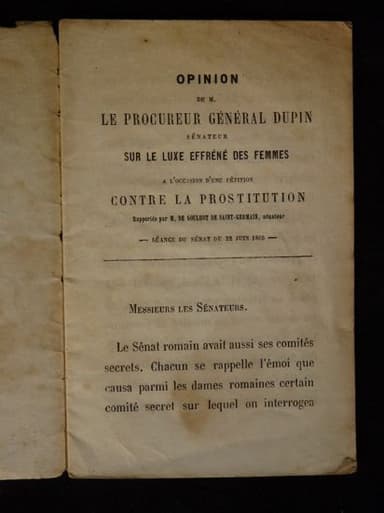 OPINION
DE M.
LE PROCUREUR GÉNÉRAL DUPIN
SÉNATEUR
SUR LE LUXE EFFRÉNÉ DES FEMMES
A L'OCCASION D'UNE PÉTITION
CONTRE LA PROSTITUTION
Rapportée par M. DE GOULHOT DE SAINT-GERMAIN, sénateur
— SÉANCE DU SÉNAT DU 22 JUIN 1865 —
MESSIEURS LES SÉNATEURS.
Le Sénat romain avait aussi ses comités
secrets. Chacun se rappelle l'émoi que
causa parmi les dames romaines certain
comité secret sur lequel on interrogea